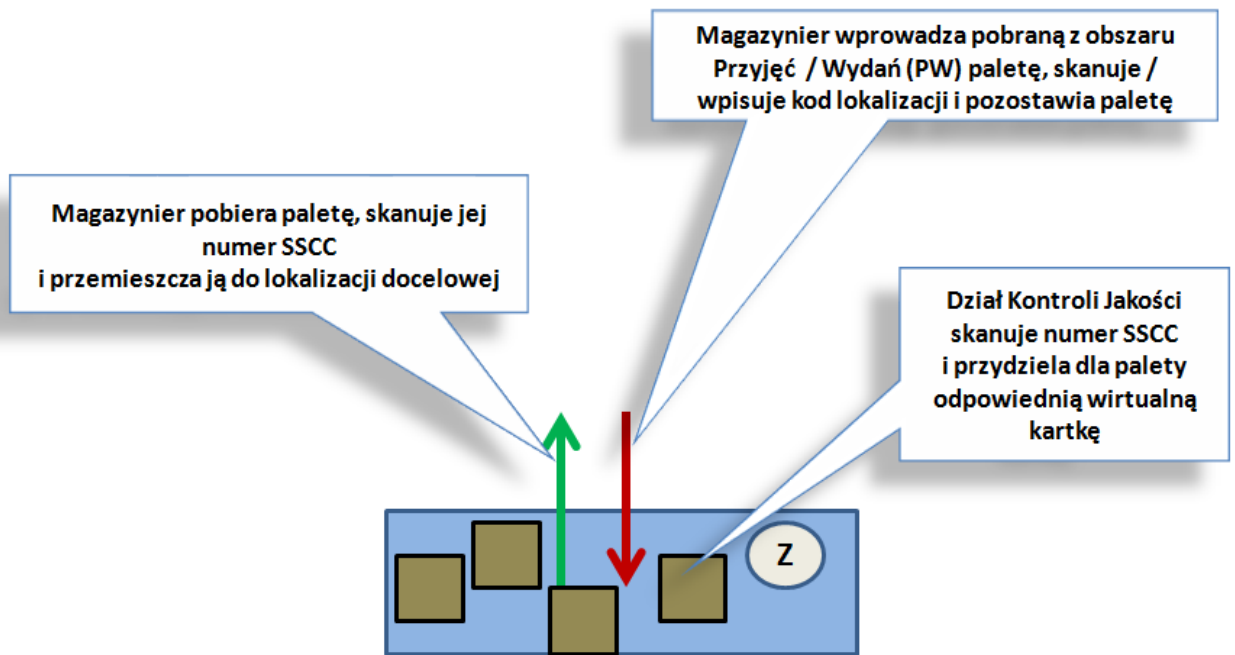 Magazynier wprowadza pobraną z obszaru
Przyjęć / Wydań (PW) paletę, skanuje /
wpisuje kod lokalizacji i pozostawia paletę
Magazynier pobiera paletę, skanuje jej
numer SSCC
i przemieszcza ją do lokalizacji docelowej
Dział Kontroli Jakości
skanuje numer SSCC
i przydziela dla palety
odpowiednią wirtualną
kartkę
Z